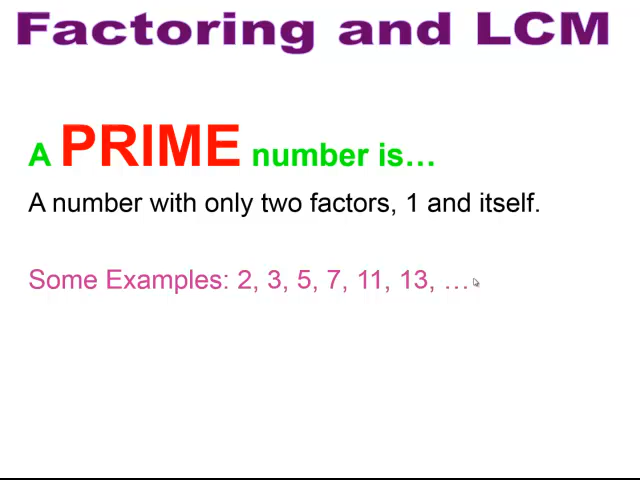 Factoring and LCM
A PRIME number is…
A number with only two factors, 1 and itself.
Some Examples: 2, 3, 5, 7, 11, 13, …